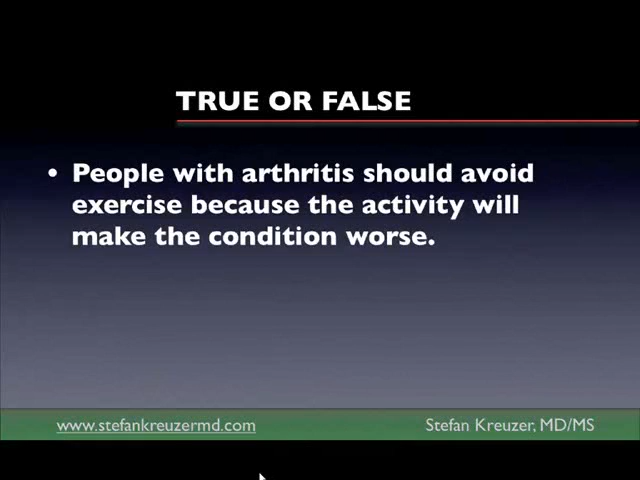 TRUE OR FALSE
• People with arthritis should avoid
exercise because the activity will
make the condition worse.
www.stefankreuzermd.com Stefan Kreuzer, MD/MS